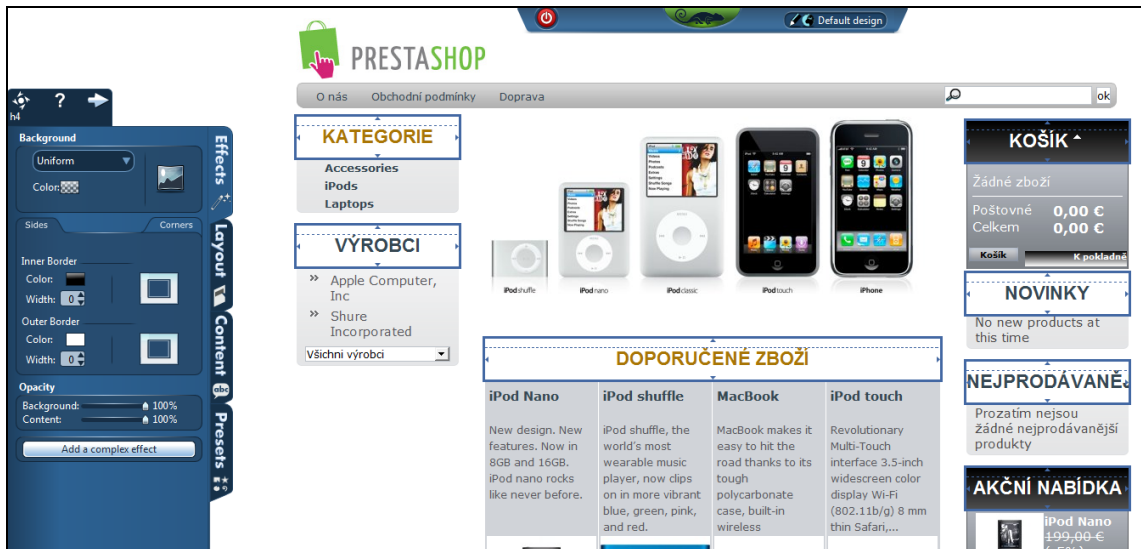 Default design
PRESTASHOP
O nás Obchodní podmínky Doprava ok
?
h4
Background
Uniform
Color:
Sides Corners
Inner Border
Color:
Width: 0
Outer Border
Color:
Width: 0
Opacity
Background: 100%
Content: 100%
Add a complex effect
Effects
Layout
Content
abc
Presets
KATEGORIE
Accessories
iPods
Laptops
VÝROBCI
» Apple Computer,
Inc
» Shure
Incorporated
Všichni výrobci
iPod shuffle iPod nano iPod classic iPod touch iPhone
DOPORUČENÉ ZBOŽÍ
iPod Nano
New design. New
features. Now in
8GB and 16GB.
iPod nano rocks
like never before.
iPod shuffle
iPod shuffle, the
world's most
wearable music
player, now clips
on in more vibrant
blue, green, pink,
and red.
MacBook
MacBook makes it
easy to hit the
road thanks to its
tough
polycarbonate
case, built-in
wireless
iPod touch
Revolutionary
Multi-Touch
interface 3.5-inch
widescreen color
display Wi-Fi
(802.11b/g) 8 mm
thin Safari,...
KOŠÍK
Žádné zboží
Poštovné 0,00 €
Celkem 0,00 €
Košík K pokladně
NOVINKY
No new products at
this time
NEJPRODÁVANĚJ
Prozatím nejsou
žádné nejprodávanější
produkty
AKČNÍ NABÍDKA
iPod Nano
199,00 €
(-5%)